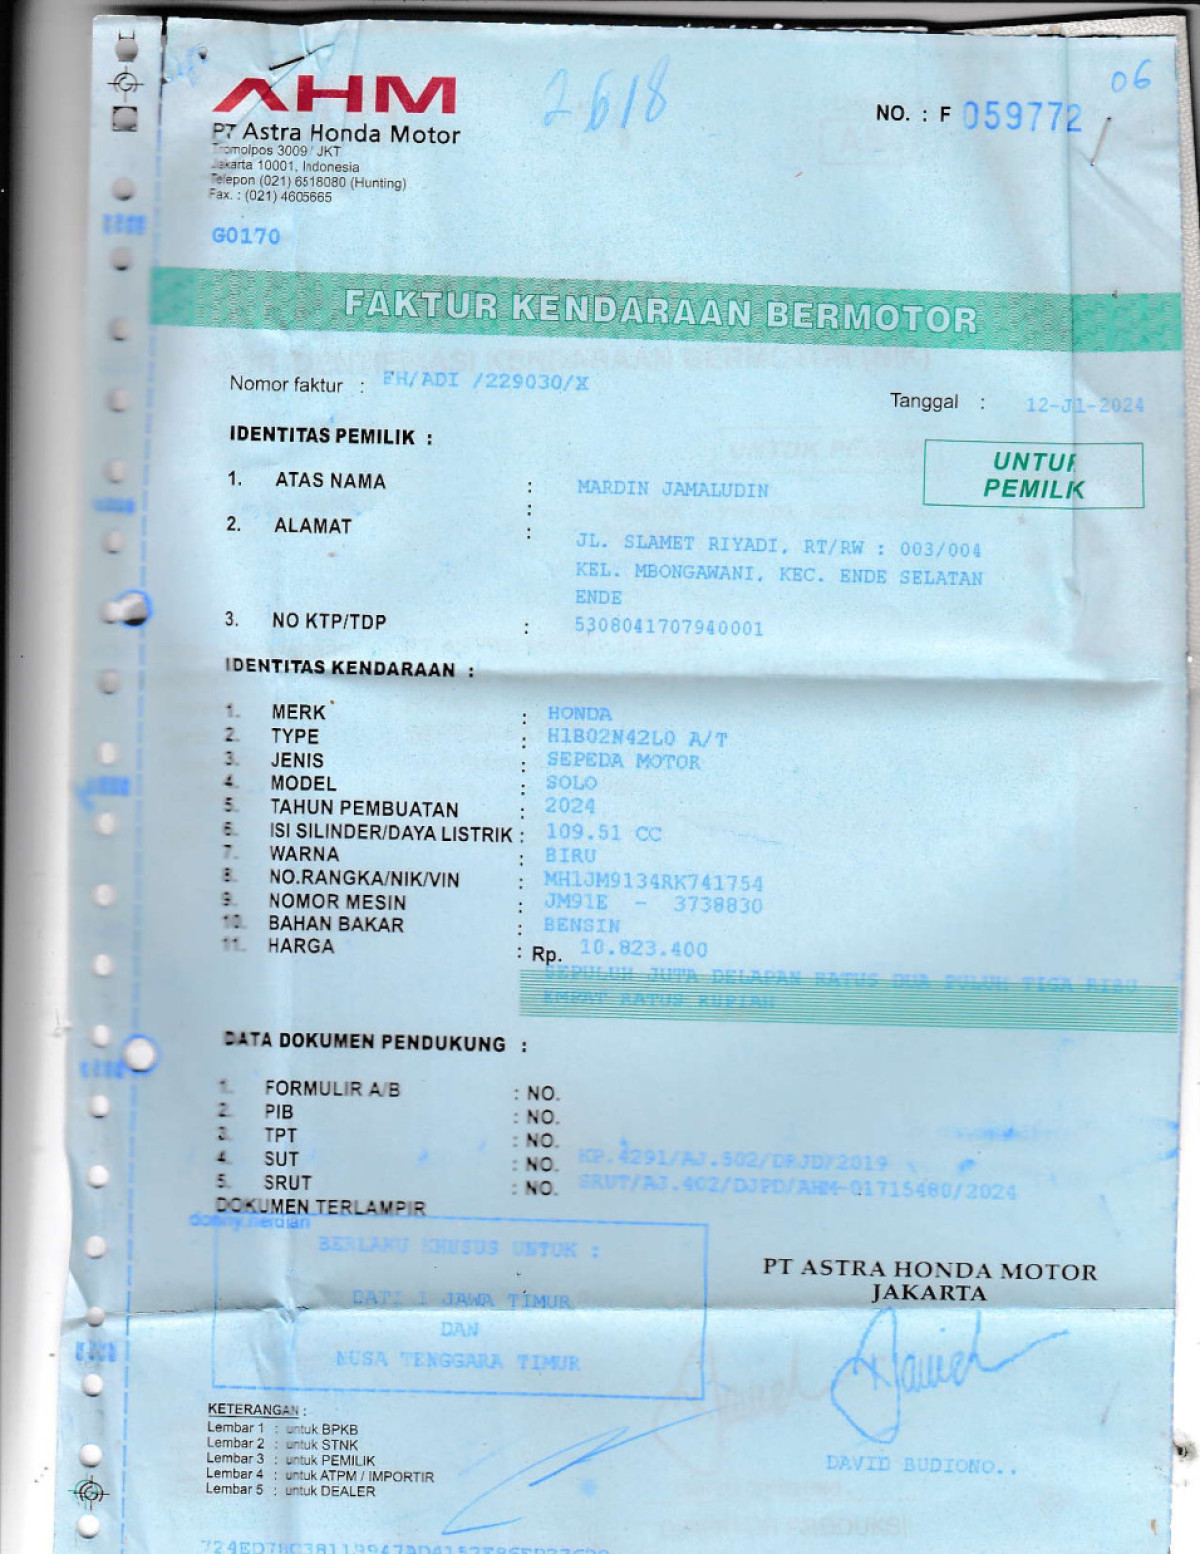 2618
06
AHM
PT Astra Honda Motor
Tromolpos 3009 / JKT
Jakarta 10001, Indonesia
Telepon (021) 6518080 (Hunting)
Fax. : (021) 4605665
NO. : F 059772
G0170
FAKTUR KENDARAAN BERMOTOR
Nomor faktur : FH/ADI /229030/X
Tanggal : 12-J1-2024
IDENTITAS PEMILIK :
UNTUK
PEMILIK
1. ATAS NAMA : MARDIN JAMALUDIN
:
2. ALAMAT :
JL. SLAMET RIYADI, RT/RW : 003/004
KEL. MBONGAWANI, KEC. ENDE SELATAN
ENDE
3. NO KTP/TDP : 5308041707940001
IDENTITAS KENDARAAN :
1. MERK : HONDA
2. TYPE : H1B02N42L0 A/T
3. JENIS : SEPEDA MOTOR
4. MODEL : SOLO
5. TAHUN PEMBUATAN : 2024
6. ISI SILINDER/DAYA LISTRIK : 109.51 CC
7. WARNA : BIRU
8. NO.RANGKA/NIK/VIN : MH1JM9134RK741754
9. NOMOR MESIN : JM91E - 3738830
10. BAHAN BAKAR : BENSIN
11. HARGA : Rp. 10.823.400
SEPULUH JUTA DELAPAN RATUS DUA PULUH TIGA RIBU
EMPAT RATUS RUPIAH
DATA DOKUMEN PENDUKUNG :
1. FORMULIR A/B : NO.
2. PIB : NO.
3. TPT : NO.
4. SUT : NO. KP.4291/AJ.502/DRJD/2019
5. SRUT : NO. SRUT/AJ.402/DJPD/AHM-01715480/2024
DOKUMEN TERLAMPIR
donny.herdian
BERLAKU KHUSUS UNTUK :
DATI I JAWA TIMUR
DAN
NUSA TENGGARA TIMUR
PT ASTRA HONDA MOTOR
JAKARTA
KETERANGAN :
Lembar 1 : untuk BPKB
Lembar 2 : untuk STNK
Lembar 3 : untuk PEMILIK
Lembar 4 : untuk ATPM / IMPORTIR
Lembar 5 : untuk DEALER
DAVID BUDIONO..